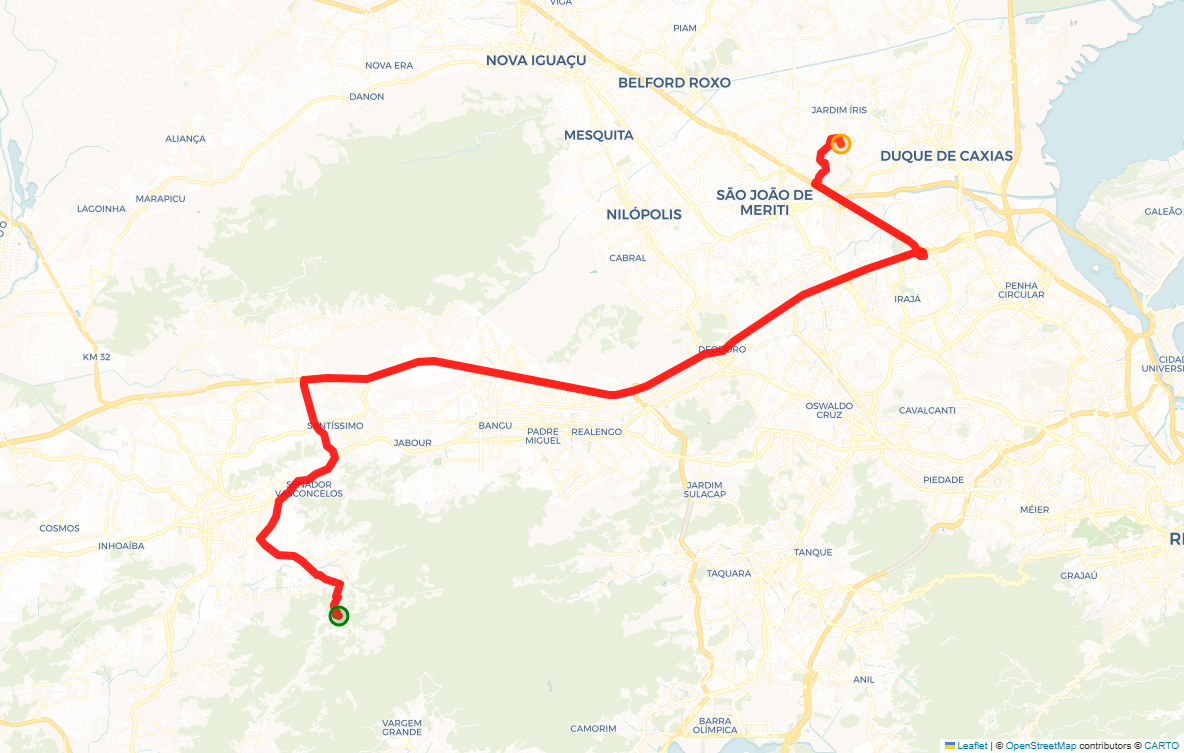 VIGA
PIAM
NOVA IGUAÇU
NOVA ERA
BELFORD ROXO
DANON
JARDIM ÍRIS
ALIANÇA
MESQUITA
DUQUE DE CAXIAS
MARAPICU
SÃO JOÃO DE
MERITI
LAGOINHA
NILÓPOLIS
GALEÃO
O
CABRAL
PENHA
CIRCULAR
IRAJÁ
DEODORO
KM 32
CIDAD
UNIVERSI
OSWALDO
CRUZ
CAVALCANTI
SANTÍSSIMO
BANGU
PADRE
MIGUEL
REALENGO
JABOUR
PIEDADE
SENADOR
VASCONCELOS
JARDIM
SULACAP
MÉIER
COSMOS
INHOAÍBA
RI
TANQUE
TAQUARA
GRAJAÚ
ANIL
VARGEM
GRANDE
CAMORIM
BARRA
OLÍMPICA
Leaflet | © OpenStreetMap contributors © CARTO